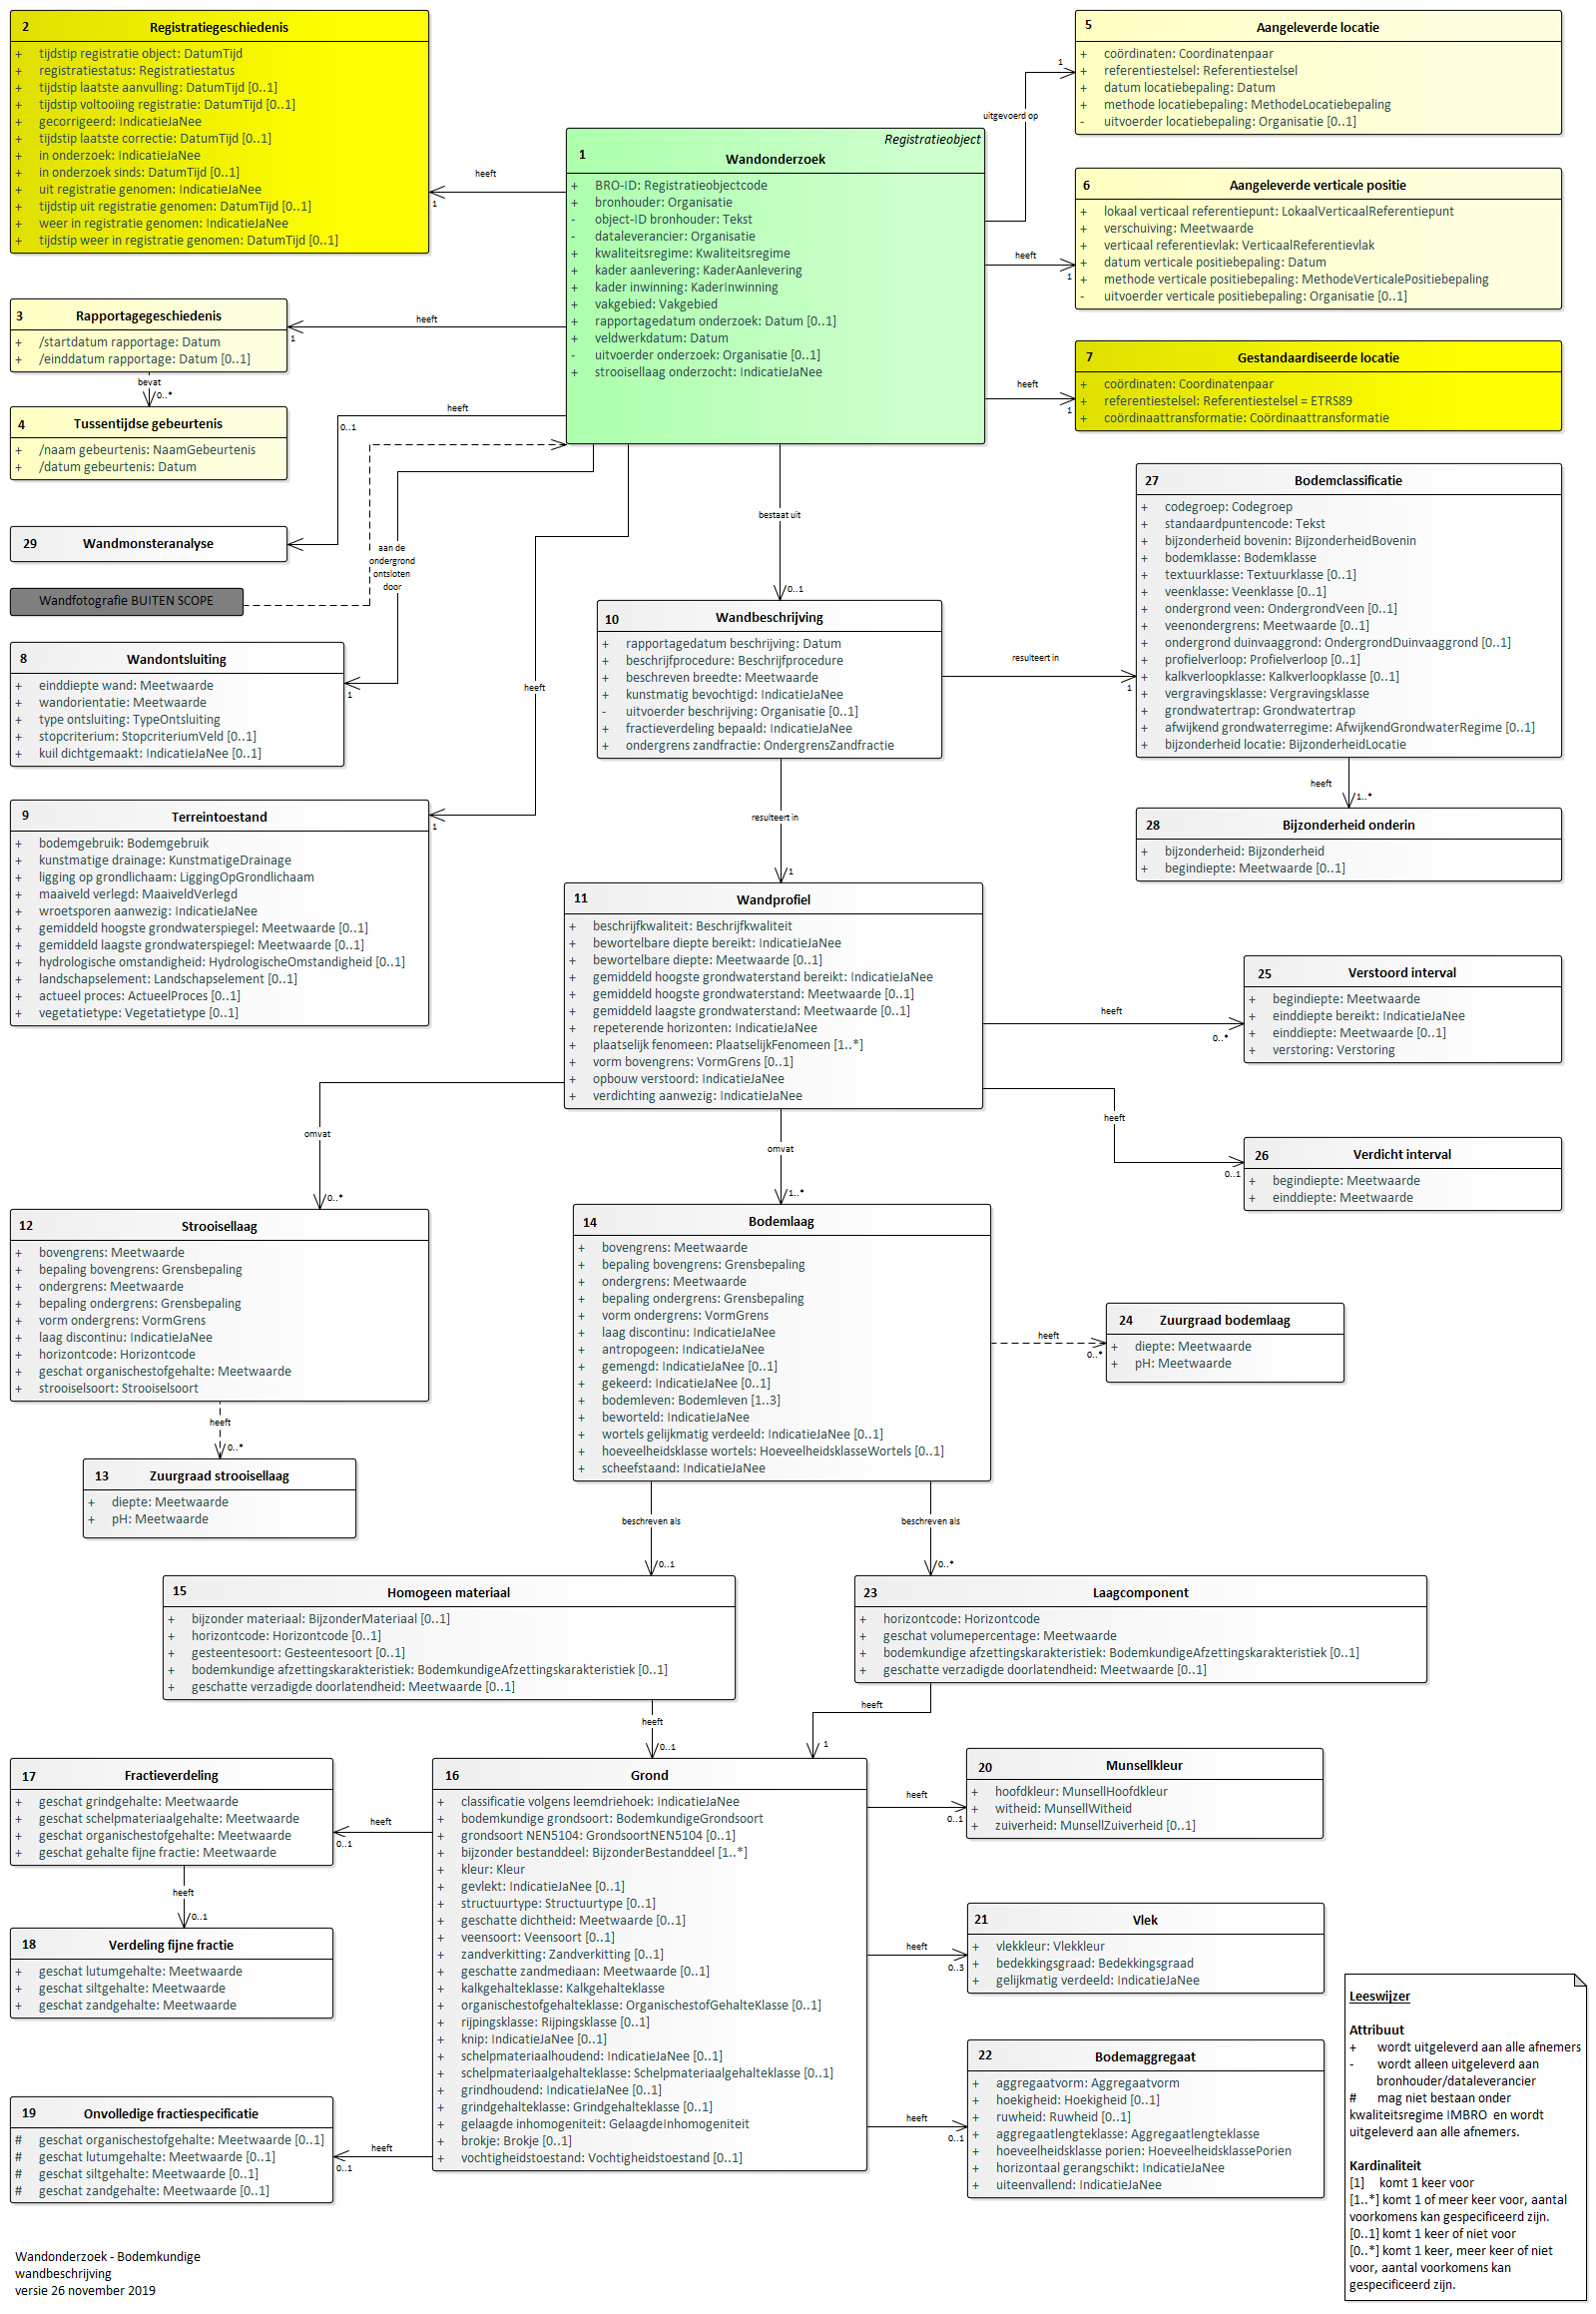 2 Registratiegeschiedenis
+ tijdstip registratie object: DatumTijd
+ registratiestatus: Registratiestatus
+ tijdstip laatste aanvulling: DatumTijd [0..1]
+ tijdstip voltooiing registratie: DatumTijd [0..1]
+ gecorrigeerd: IndicatieJaNee
+ tijdstip laatste correctie: DatumTijd [0..1]
+ in onderzoek: IndicatieJaNee
+ in onderzoek sinds: DatumTijd [0..1]
+ uit registratie genomen: IndicatieJaNee
+ tijdstip uit registratie genomen: DatumTijd [0..1]
+ weer in registratie genomen: IndicatieJaNee
+ tijdstip weer in registratie genomen: DatumTijd [0..1]
heeft
1
Registratieobject
1 Wandonderzoek
+ BRO-ID: Registratieobjectcode
+ bronhouder: Organisatie
- object-ID bronhouder: Tekst
- dataleverancier: Organisatie
+ kwaliteitsregime: Kwaliteitsregime
+ kader aanlevering: KaderAanlevering
+ kader inwinning: KaderInwinning
+ vakgebied: Vakgebied
+ rapportagedatum onderzoek: Datum [0..1]
+ veldwerkdatum: Datum
- uitvoerder onderzoek: Organisatie [0..1]
+ strooisellaag onderzocht: IndicatieJaNee
uitgevoerd op
1
5 Aangeleverde locatie
+ coördinaten: Coordinatenpaar
+ referentiestelsel: Referentiestelsel
+ datum locatiebepaling: Datum
+ methode locatiebepaling: MethodeLocatiebepaling
- uitvoerder locatiebepaling: Organisatie [0..1]
heeft
1
6 Aangeleverde verticale positie
+ lokaal verticaal referentiepunt: LokaalVerticaalReferentiepunt
+ verschuiving: Meetwaarde
+ verticaal referentievlak: VerticaalReferentievlak
+ datum verticale positiebepaling: Datum
+ methode verticale positiebepaling: MethodeVerticalePositiebepaling
- uitvoerder verticale positiebepaling: Organisatie [0..1]
heeft
1
7 Gestandaardiseerde locatie
+ coördinaten: Coordinatenpaar
+ referentiestelsel: Referentiestelsel = ETRS89
+ coördinaattransformatie: Coördinaattransformatie
heeft
1
3 Rapportagegeschiedenis
+ /startdatum rapportage: Datum
+ /einddatum rapportage: Datum [0..1]
bevat
0..*
4 Tussentijdse gebeurtenis
+ /naam gebeurtenis: NaamGebeurtenis
+ /datum gebeurtenis: Datum
heeft
0..1
29 Wandmonsteranalyse
Wandfotografie BUITEN SCOPE
aan de
ondergrond
ontsloten
door
1
8 Wandontsluiting
+ einddiepte wand: Meetwaarde
+ wandorientatie: Meetwaarde
+ type ontsluiting: TypeOntsluiting
+ stopcriterium: StopcriteriumVeld [0..1]
+ kuil dichtgemaakt: IndicatieJaNee [0..1]
heeft
1
9 Terreintoestand
+ bodemgebruik: Bodemgebruik
+ kunstmatige drainage: KunstmatigeDrainage
+ ligging op grondlichaam: LiggingOpGrondlichaam
+ maaiveld verlegd: MaaiveldVerlegd
+ wroetsporen aanwezig: IndicatieJaNee
+ gemiddeld hoogste grondwaterspiegel: Meetwaarde [0..1]
+ gemiddeld laagste grondwaterspiegel: Meetwaarde [0..1]
+ hydrologische omstandigheid: HydrologischeOmstandigheid [0..1]
+ landschapselement: Landschapselement [0..1]
+ actueel proces: ActueelProces [0..1]
+ vegetatietype: Vegetatietype [0..1]
bestaat uit
0..1
10 Wandbeschrijving
+ rapportagedatum beschrijving: Datum
+ beschrijfprocedure: Beschrijfprocedure
+ beschreven breedte: Meetwaarde
+ kunstmatig bevochtigd: IndicatieJaNee
- uitvoerder beschrijving: Organisatie [0..1]
+ fractieverdeling bepaald: IndicatieJaNee
+ ondergrens zandfractie: OndergrensZandfractie
resulteert in
1
27 Bodemclassificatie
+ codegroep: Codegroep
+ standaardpuntencode: Tekst
+ bijzonderheid bovenin: BijzonderheidBovenin
+ bodemklasse: Bodemklasse
+ textuurklasse: Textuurklasse [0..1]
+ veenklasse: Veenklasse [0..1]
+ ondergrond veen: OndergrondVeen [0..1]
+ veenondergrens: Meetwaarde [0..1]
+ ondergrond duinvaaggrond: OndergrondDuinvaaggrond [0..1]
+ profielverloop: Profielverloop [0..1]
+ kalkverloopklasse: Kalkverloopklasse [0..1]
+ vergravingsklasse: Vergravingsklasse
+ grondwatertrap: Grondwatertrap
+ afwijkend grondwaterregime: AfwijkendGrondwaterRegime [0..1]
+ bijzonderheid locatie: BijzonderheidLocatie
heeft
1..*
28 Bijzonderheid onderin
+ bijzonderheid: Bijzonderheid
+ begindiepte: Meetwaarde [0..1]
resulteert in
1
11 Wandprofiel
+ beschrijfkwaliteit: Beschrijfkwaliteit
+ bewortelbare diepte bereikt: IndicatieJaNee
+ bewortelbare diepte: Meetwaarde [0..1]
+ gemiddeld hoogste grondwaterstand bereikt: IndicatieJaNee
+ gemiddeld hoogste grondwaterstand: Meetwaarde [0..1]
+ gemiddeld laagste grondwaterstand: Meetwaarde [0..1]
+ repeterende horizonten: IndicatieJaNee
+ plaatselijk fenomeen: PlaatselijkFenomeen [1..*]
+ vorm bovengrens: VormGrens [0..1]
+ opbouw verstoord: IndicatieJaNee
+ verdichting aanwezig: IndicatieJaNee
heeft
0..*
25 Verstoord interval
+ begindiepte: Meetwaarde
+ einddiepte bereikt: IndicatieJaNee
+ einddiepte: Meetwaarde [0..1]
+ verstoring: Verstoring
heeft
0..1
26 Verdicht interval
+ begindiepte: Meetwaarde
+ einddiepte: Meetwaarde
omvat
0..*
12 Strooisellaag
+ bovengrens: Meetwaarde
+ bepaling bovengrens: Grensbepaling
+ ondergrens: Meetwaarde
+ bepaling ondergrens: Grensbepaling
+ vorm ondergrens: VormGrens
+ laag discontinu: IndicatieJaNee
+ horizontcode: Horizontcode
+ geschat organischestofgehalte: Meetwaarde
+ strooiselsoort: Strooiselsoort
heeft
0..*
13 Zuurgraad strooisellaag
+ diepte: Meetwaarde
+ pH: Meetwaarde
omvat
1..*
14 Bodemlaag
+ bovengrens: Meetwaarde
+ bepaling bovengrens: Grensbepaling
+ ondergrens: Meetwaarde
+ bepaling ondergrens: Grensbepaling
+ vorm ondergrens: VormGrens
+ laag discontinu: IndicatieJaNee
+ antropogeen: IndicatieJaNee
+ gemengd: IndicatieJaNee [0..1]
+ gekeerd: IndicatieJaNee [0..1]
+ bodemleven: Bodemleven [1..3]
+ beworteld: IndicatieJaNee
+ wortels gelijkmatig verdeeld: IndicatieJaNee [0..1]
+ hoeveelheidsklasse wortels: HoeveelheidsklasseWortels [0..1]
+ scheefstaand: IndicatieJaNee
heeft
0..*
24 Zuurgraad bodemlaag
+ diepte: Meetwaarde
+ pH: Meetwaarde
beschreven als
0..1
15 Homogeen materiaal
+ bijzonder materiaal: BijzonderMateriaal [0..1]
+ horizontcode: Horizontcode [0..1]
+ gesteentesoort: Gesteentesoort [0..1]
+ bodemkundige afzettingskarakteristiek: BodemkundigeAfzettingskarakteristiek [0..1]
+ geschatte verzadigde doorlatendheid: Meetwaarde [0..1]
beschreven als
0..*
23 Laagcomponent
+ horizontcode: Horizontcode
+ geschat volumepercentage: Meetwaarde
+ bodemkundige afzettingskarakteristiek: BodemkundigeAfzettingskarakteristiek [0..1]
+ geschatte verzadigde doorlatendheid: Meetwaarde [0..1]
heeft
0..1
heeft
1
16 Grond
+ classificatie volgens leemdriehoek: IndicatieJaNee
+ bodemkundige grondsoort: BodemkundigeGrondsoort
+ grondsoort NEN5104: GrondsoortNEN5104 [0..1]
+ bijzonder bestanddeel: BijzonderBestanddeel [1..*]
+ kleur: Kleur
+ gevlekt: IndicatieJaNee [0..1]
+ structuurtype: Structuurtype [0..1]
+ geschatte dichtheid: Meetwaarde [0..1]
+ veensoort: Veensoort [0..1]
+ zandverkitting: Zandverkitting [0..1]
+ geschatte zandmediaan: Meetwaarde [0..1]
+ kalkgehalteklasse: Kalkgehalteklasse
+ organischestofgehalteklasse: OrganischestofGehalteKlasse [0..1]
+ rijpingsklasse: Rijpingsklasse [0..1]
+ knip: IndicatieJaNee [0..1]
+ schelpmateriaalhoudend: IndicatieJaNee [0..1]
+ schelpmateriaalgehalteklasse: Schelpmateriaalgehalteklasse [0..1]
+ grindhoudend: IndicatieJaNee [0..1]
+ grindgehalteklasse: Grindgehalteklasse [0..1]
+ gelaagde inhomogeniteit: GelaagdeInhomogeniteit
+ brokje: Brokje [0..1]
+ vochtigheidstoestand: Vochtigheidstoestand [0..1]
heeft
0..1
17 Fractieverdeling
+ geschat grindgehalte: Meetwaarde
+ geschat schelpmateriaalgehalte: Meetwaarde
+ geschat organischestofgehalte: Meetwaarde
+ geschat gehalte fijne fractie: Meetwaarde
heeft
0..1
18 Verdeling fijne fractie
+ geschat lutumgehalte: Meetwaarde
+ geschat siltgehalte: Meetwaarde
+ geschat zandgehalte: Meetwaarde
heeft
0..1
19 Onvolledige fractiespecificatie
# geschat organischestofgehalte: Meetwaarde [0..1]
# geschat lutumgehalte: Meetwaarde [0..1]
# geschat siltgehalte: Meetwaarde [0..1]
# geschat zandgehalte: Meetwaarde [0..1]
heeft
0..1
20 Munsellkleur
+ hoofdkleur: MunsellHoofdkleur
+ witheid: MunsellWitheid
+ zuiverheid: MunsellZuiverheid [0..1]
heeft
0..3
21 Vlek
+ vlekkleur: Vlekkleur
+ bedekkingsgraad: Bedekkingsgraad
+ gelijkmatig verdeeld: IndicatieJaNee
heeft
0..1
22 Bodemaggregaat
+ aggregaatvorm: Aggregaatvorm
+ hoekigheid: Hoekigheid [0..1]
+ ruwheid: Ruwheid [0..1]
+ aggregaatlengteklasse: Aggregaatlengteklasse
+ hoeveelheidsklasse porien: HoeveelheidsklassePorien
+ horizontaal gerangschikt: IndicatieJaNee
+ uiteenvallend: IndicatieJaNee
Leeswijzer
Attribuut
+ wordt uitgeleverd aan alle afnemers
- wordt alleen uitgeleverd aan
bronhouder/dataleverancier
# mag niet bestaan onder
kwaliteitsregime IMBRO en wordt
uitgeleverd aan alle afnemers.
Kardinaliteit
[1] komt 1 keer voor
[1..*] komt 1 of meer keer voor, aantal
voorkomens kan gespecificeerd zijn.
[0..1] komt 1 keer of niet voor
[0..*] komt 1 keer, meer keer of niet
voor, aantal voorkomens kan
gespecificeerd zijn.
Wandonderzoek - Bodemkundige
wandbeschrijving
versie 26 november 2019